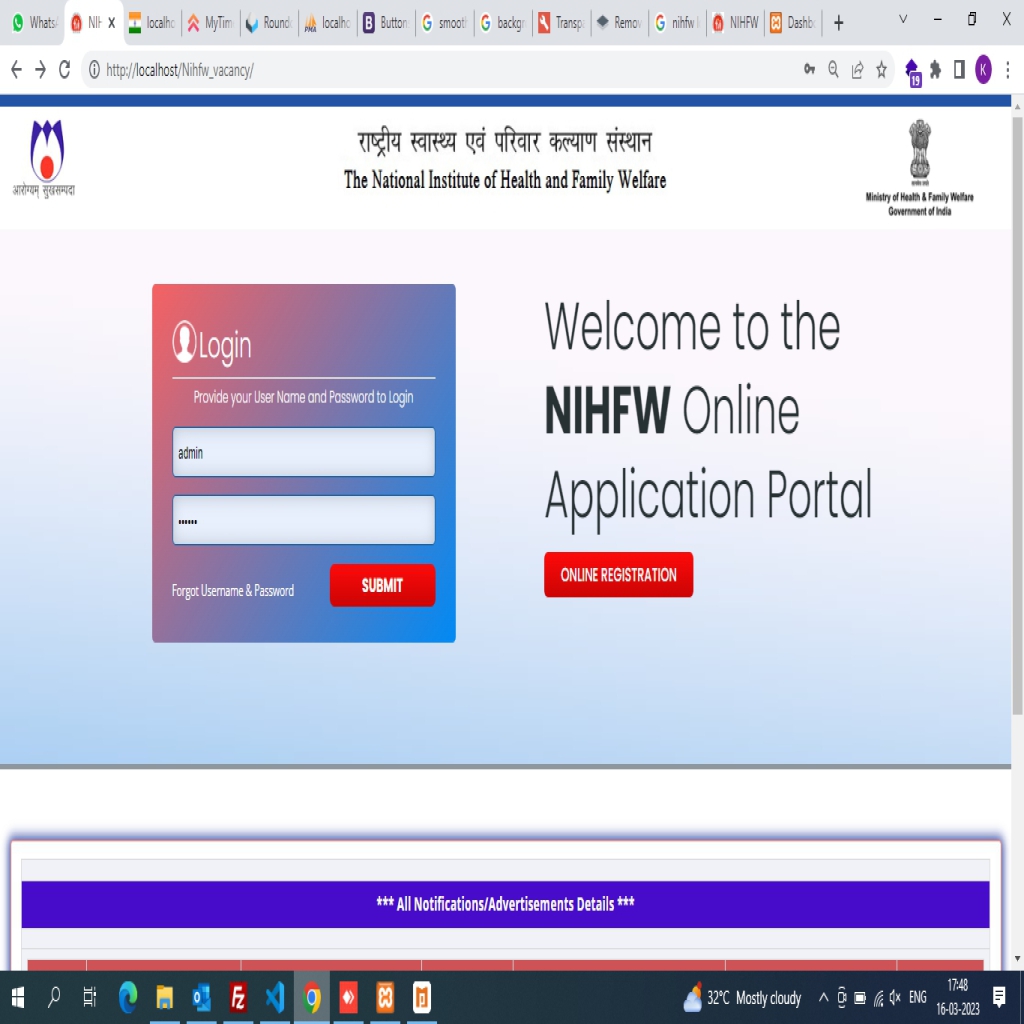 Whats
NIH
localho
MyTim
Round
localho
Button
smooth
backgr
Transpa
Remov
nihfw
NIHFW
Dashb
http://localhost/Nihfw_vacancy/
19
K
आरोग्यम् सुखसम्पदा
राष्ट्रीय स्वास्थ्य एवं परिवार कल्याण संस्थान
The National Institute of Health and Family Welfare
Ministry of Health & Family Welfare
Government of India
Login
Provide your User Name and Password to Login
admin
••••••
Forgot Username & Password
SUBMIT
Welcome to the
NIHFW Online
Application Portal
ONLINE REGISTRATION
*** All Notifications/Advertisements Details ***
32°C Mostly cloudy
ENG
17:48
16-03-2023